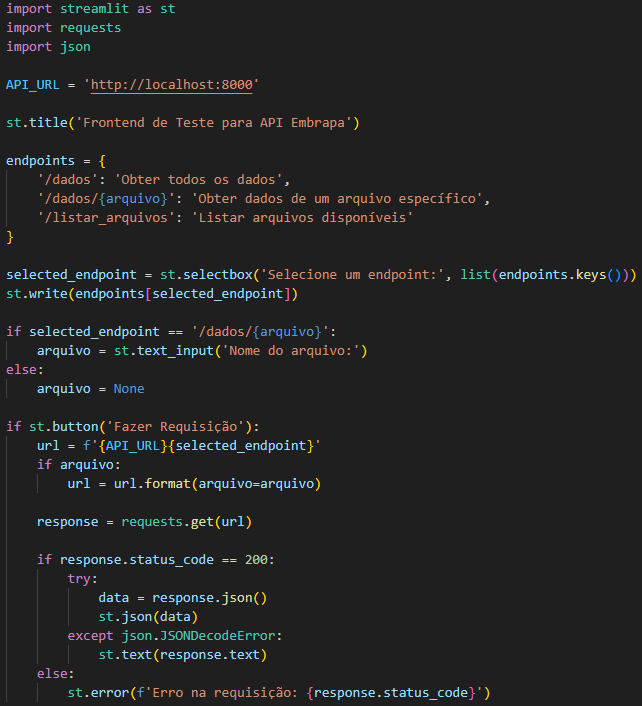 import streamlit as st
import requests
import json

API_URL = 'http://localhost:8000'

st.title('Frontend de Teste para API Embrapa')

endpoints = {
    '/dados': 'Obter todos os dados',
    '/dados/{arquivo}': 'Obter dados de um arquivo específico',
    '/listar_arquivos': 'Listar arquivos disponíveis'
}

selected_endpoint = st.selectbox('Selecione um endpoint:', list(endpoints.keys()))
st.write(endpoints[selected_endpoint])

if selected_endpoint == '/dados/{arquivo}':
    arquivo = st.text_input('Nome do arquivo:')
else:
    arquivo = None

if st.button('Fazer Requisição'):
    url = f'{API_URL}{selected_endpoint}'
    if arquivo:
        url = url.format(arquivo=arquivo)

    response = requests.get(url)

    if response.status_code == 200:
        try:
            data = response.json()
            st.json(data)
        except json.JSONDecodeError:
            st.text(response.text)
    else:
        st.error(f'Erro na requisição: {response.status_code}')